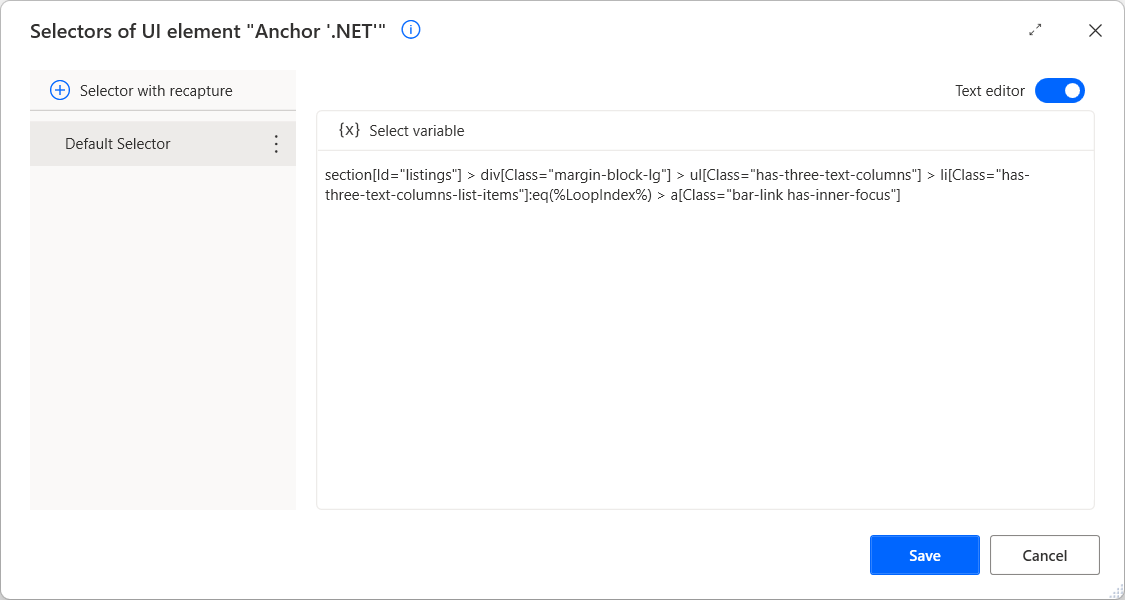 Selectors of UI element "Anchor '.NET'"
Selector with recapture
Text editor
Default Selector
{x} Select variable
section[Id="listings"] > div[Class="margin-block-lg"] > ul[Class="has-three-text-columns"] > li[Class="has-
three-text-columns-list-items"]:eq(%LoopIndex%) > a[Class="bar-link has-inner-focus"]
Save
Cancel